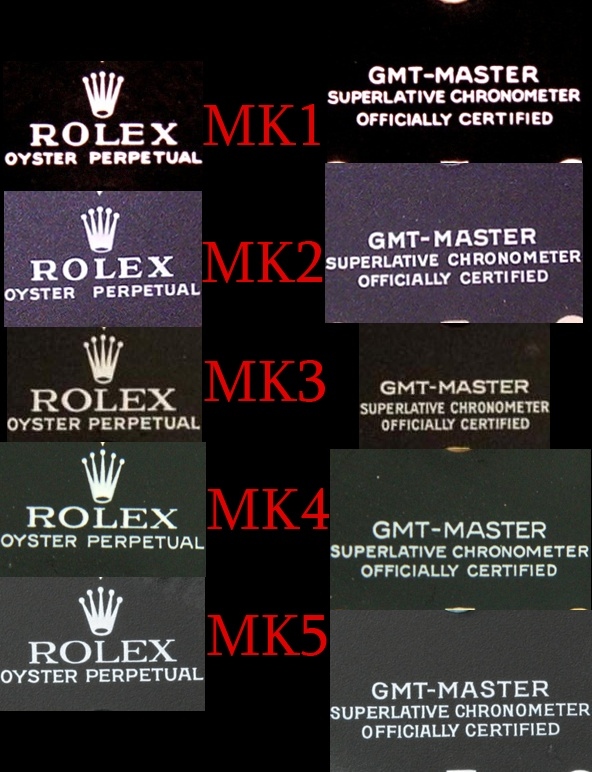 ROLEX
OYSTER PERPETUAL
MK1
GMT-MASTER
SUPERLATIVE CHRONOMETER
OFFICIALLY CERTIFIED
ROLEX
OYSTER PERPETUAL
MK2
GMT-MASTER
SUPERLATIVE CHRONOMETER
OFFICIALLY CERTIFIED
ROLEX
OYSTER PERPETUAL
MK3
GMT-MASTER
SUPERLATIVE CHRONOMETER
OFFICIALLY CERTIFIED
ROLEX
OYSTER PERPETUAL
MK4
GMT-MASTER
SUPERLATIVE CHRONOMETER
OFFICIALLY CERTIFIED
ROLEX
OYSTER PERPETUAL
MK5
GMT-MASTER
SUPERLATIVE CHRONOMETER
OFFICIALLY CERTIFIED